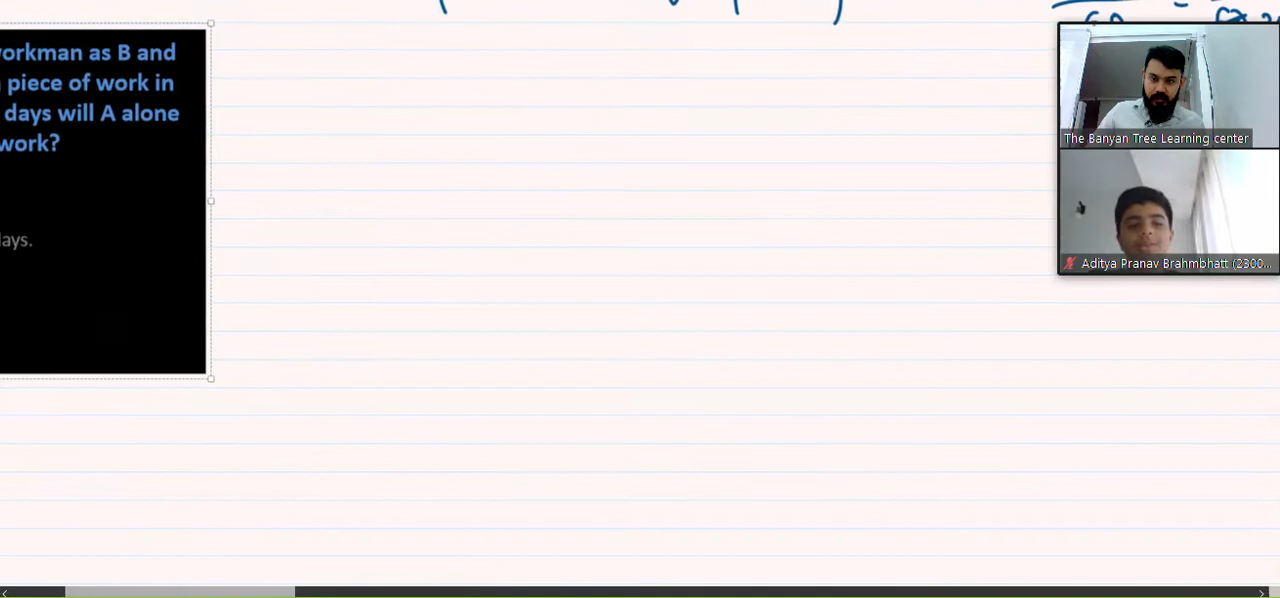 workman as B and
piece of work in
days will A alone
work?
days.
The Banyan Tree Learning center
Aditya Pranav Brahmbhatt (2300...